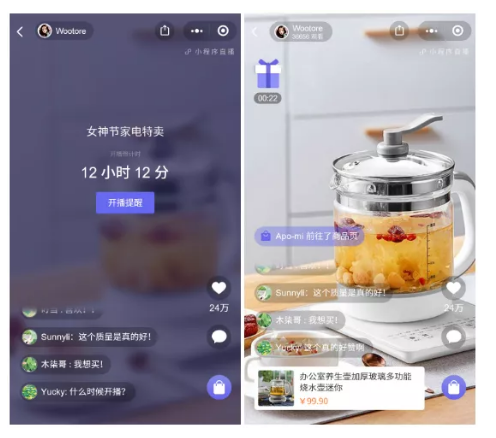 Wootore
小程序直播
女神节家电特卖
12 小时 12 分
开播提醒
24万
Sunnyli：这个质量是真的好！
木柒哥 : 我想买！
Yucky: 什么时候开播？
Wootore
小程序直播
00:22
Apo-mi 前往了商品页
Sunnyli：这个质量是真的好！
24万
木柒哥 : 我想买！
Yucky: 这个真的好赞啊
办公室养生壶加厚玻璃多功能
烧水壶迷你
￥99.90